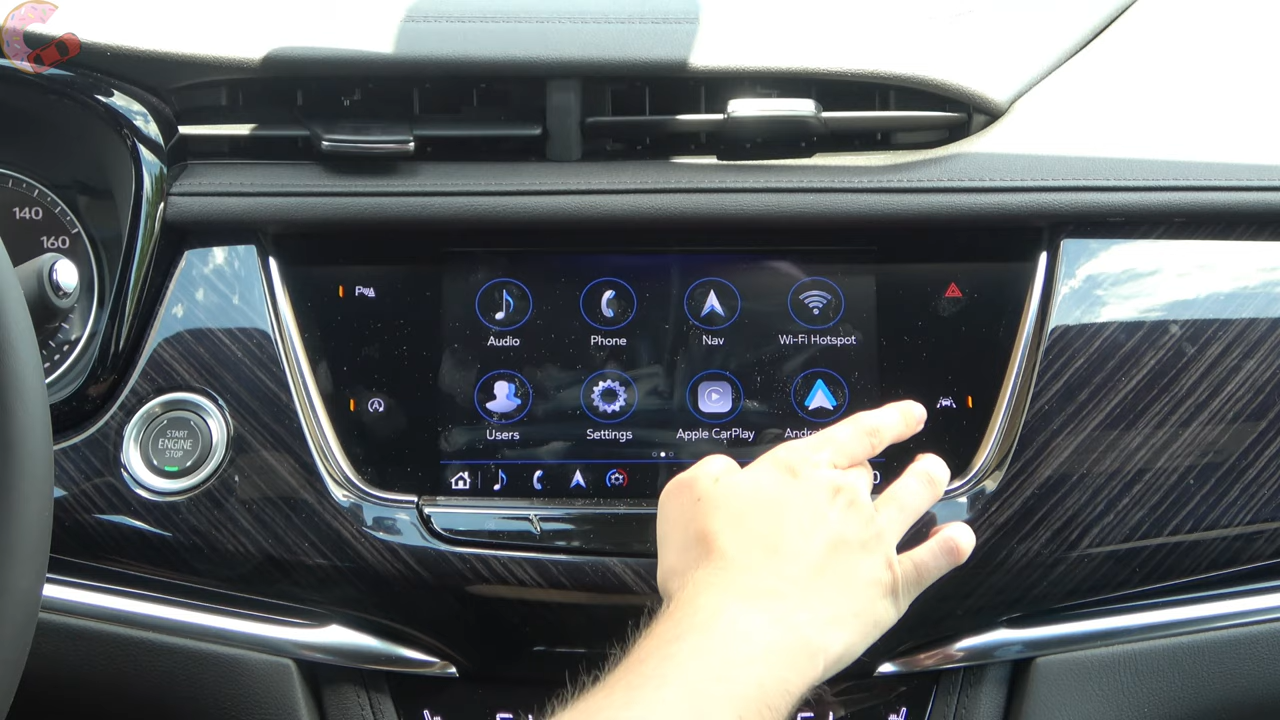 140
160
P
Audio
Phone
Nav
Wi-Fi Hotspot
START
ENGINE
STOP
A
Users
Settings
Apple CarPlay